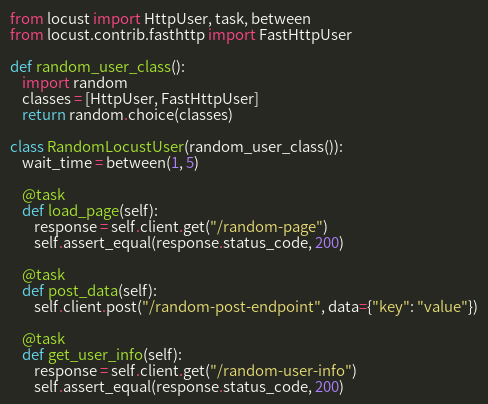 from locust import HttpUser, task, between
from locust.contrib.fasthttp import FastHttpUser

def random_user_class():
    import random
    classes = [HttpUser, FastHttpUser]
    return random.choice(classes)

class RandomLocustUser(random_user_class()):
    wait_time = between(1, 5)

    @task
    def load_page(self):
        response = self.client.get("/random-page")
        self.assert_equal(response.status_code, 200)

    @task
    def post_data(self):
        self.client.post("/random-post-endpoint", data={"key": "value"})

    @task
    def get_user_info(self):
        response = self.client.get("/random-user-info")
        self.assert_equal(response.status_code, 200)